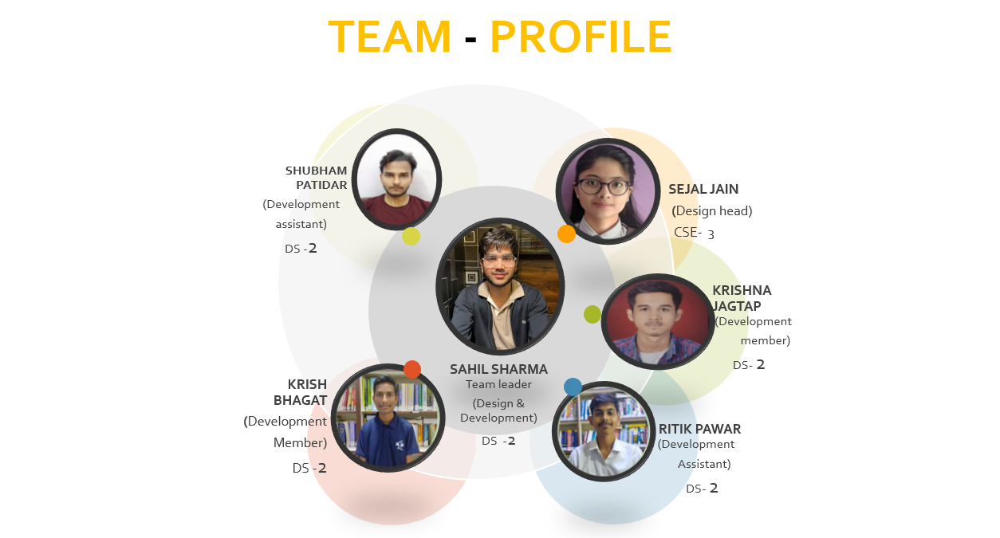 TEAM - PROFILE
SHUBHAM
PATIDAR
(Development
assistant)
DS -2
SEJAL JAIN
(Design head)
CSE- 3
KRISHNA
JAGTAP
(Development
member)
DS- 2
SAHIL SHARMA
Team leader
(Design &
Development)
DS -2
KRISH
BHAGAT
(Development
Member)
DS -2
RITIK PAWAR
(Development
Assistant)
DS- 2